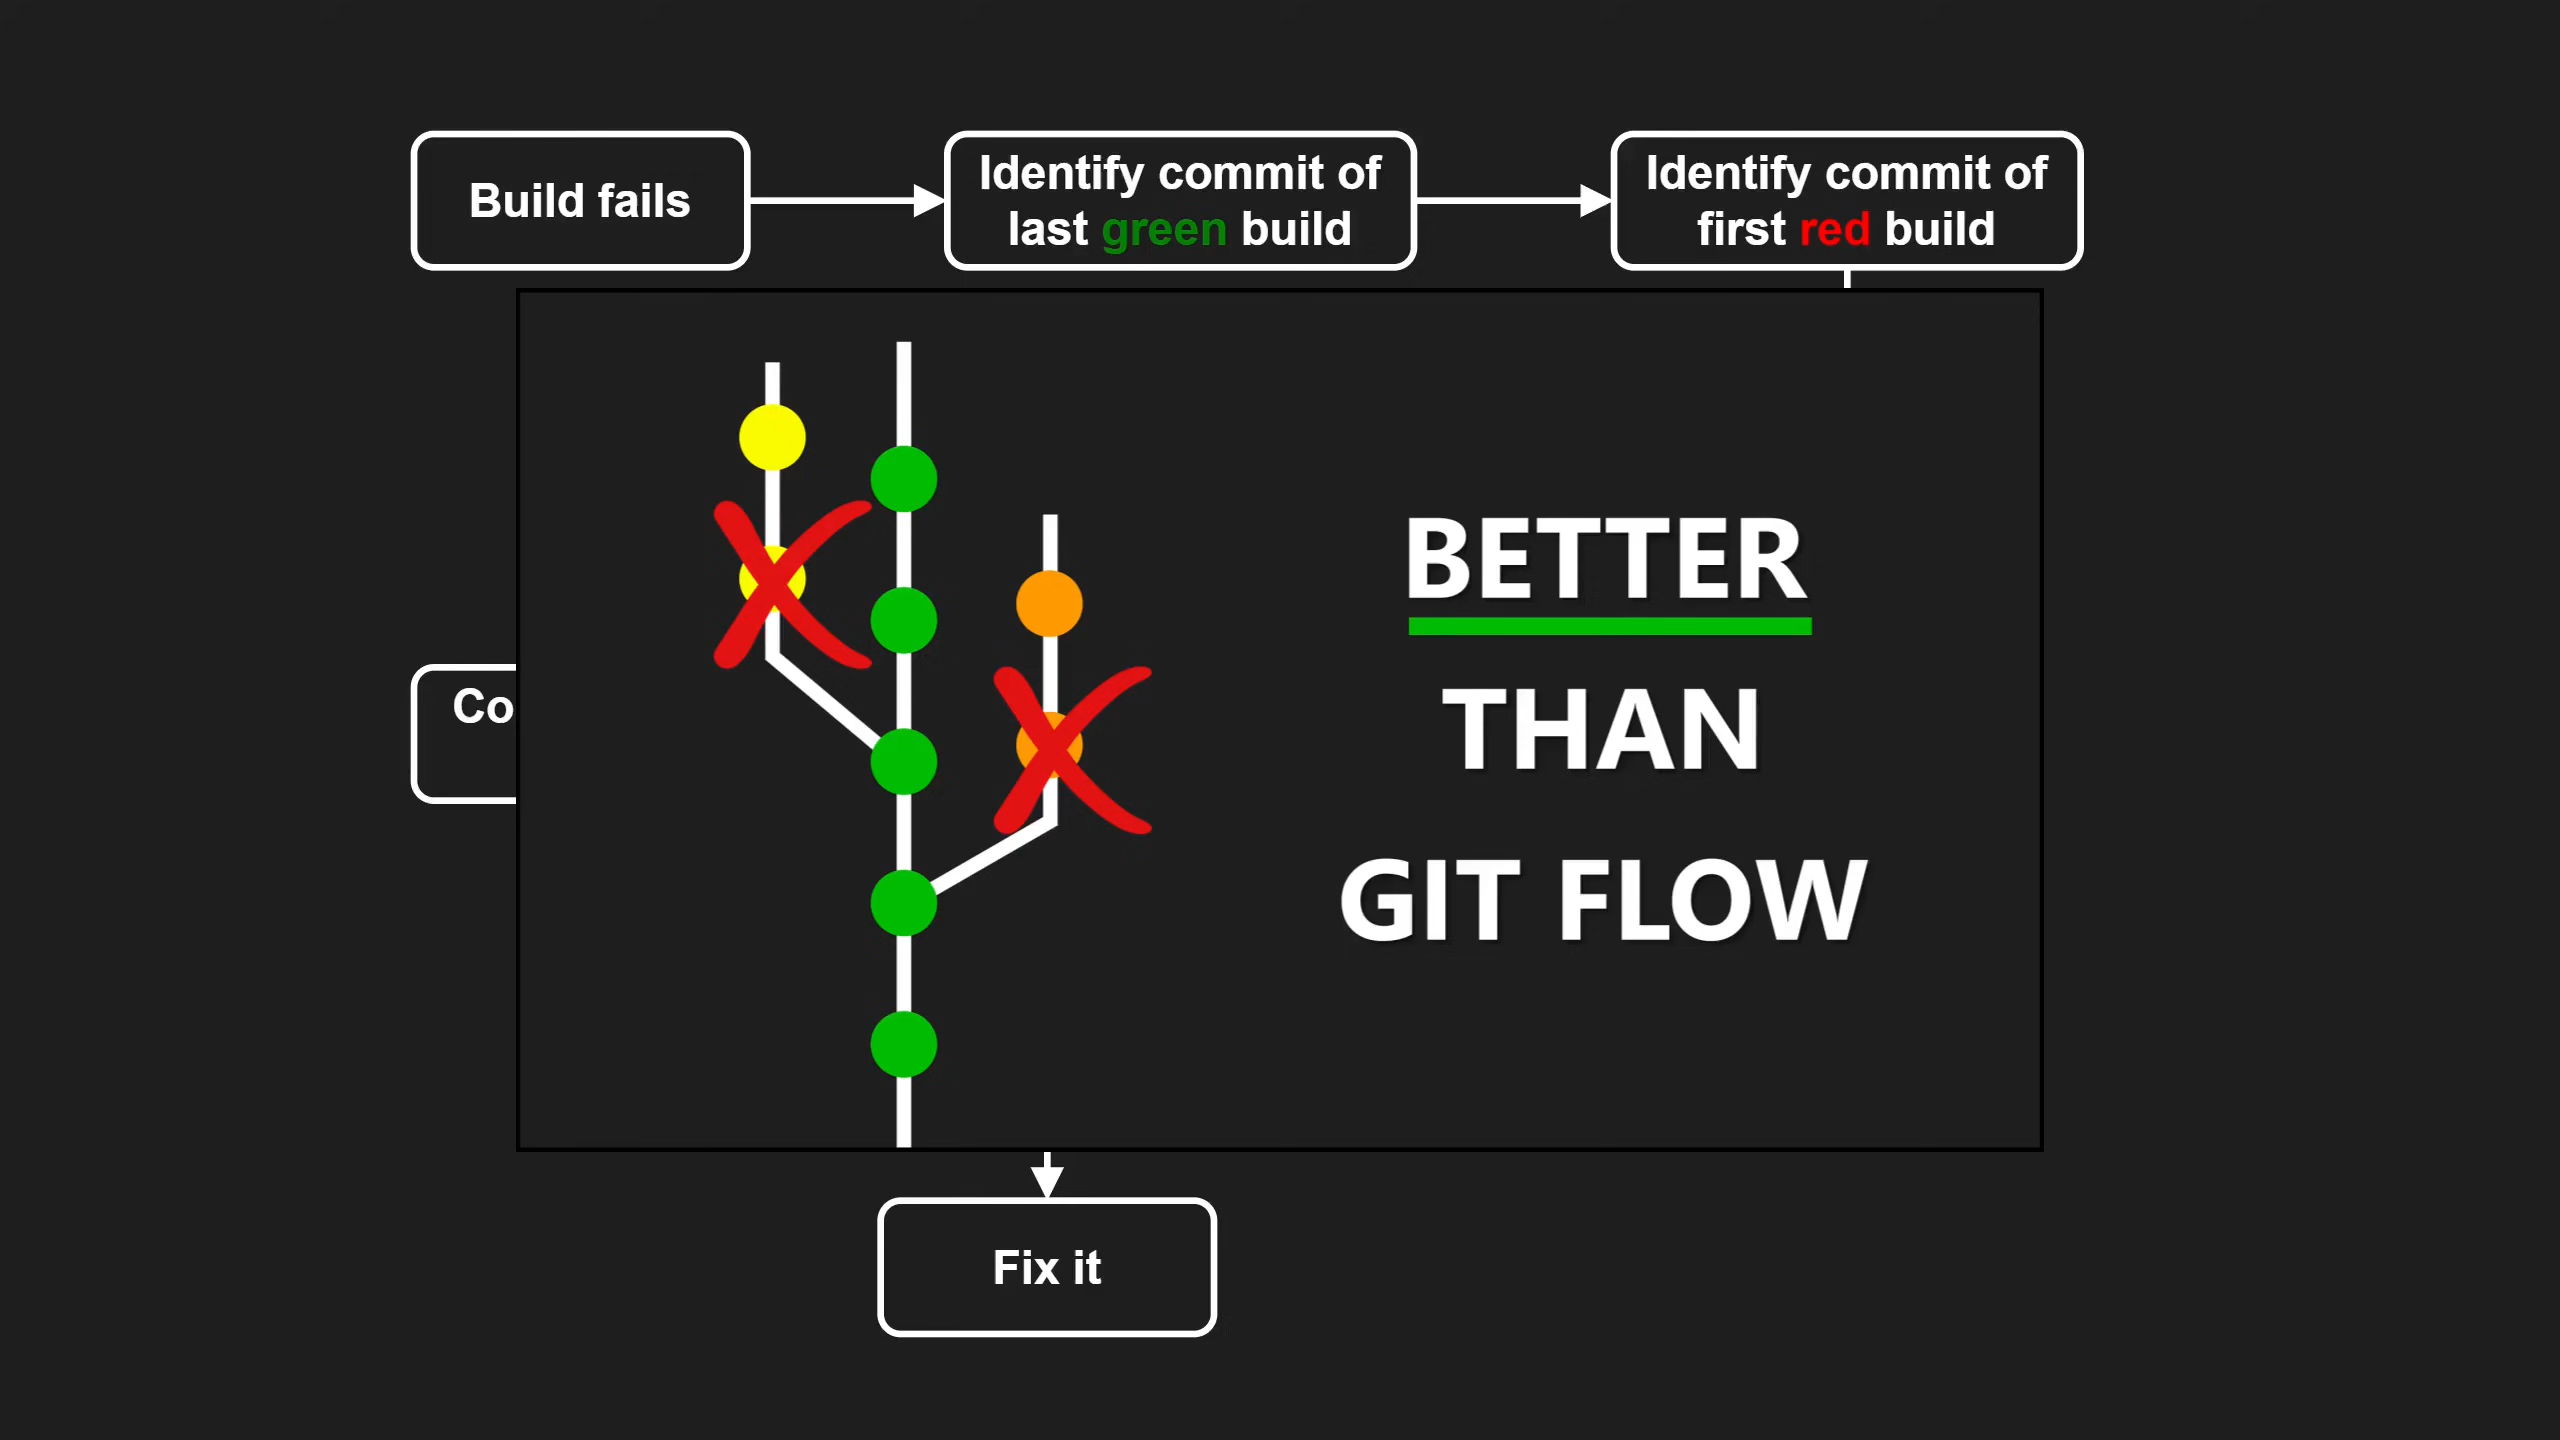 Build fails
Identify commit of
last green build
Identify commit of
first red build
BETTER
THAN
GIT FLOW
Fix it